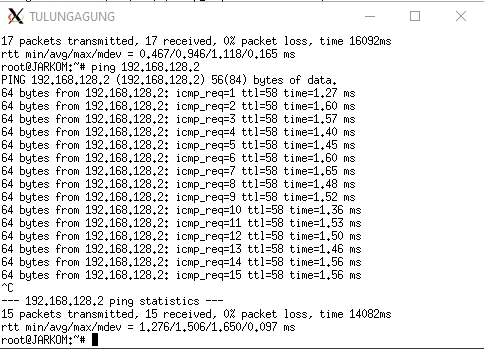 TULUNGAGUNG
17 packets transmitted, 17 received, 0% packet loss, time 16092ms
rtt min/avg/max/mdev = 0.467/0.946/1.118/0.165 ms
root@JARKOM:~# ping 192.168.128.2
PING 192.168.128.2 (192.168.128.2) 56(84) bytes of data.
64 bytes from 192.168.128.2: icmp_req=1 ttl=58 time=1.27 ms
64 bytes from 192.168.128.2: icmp_req=2 ttl=58 time=1.60 ms
64 bytes from 192.168.128.2: icmp_req=3 ttl=58 time=1.57 ms
64 bytes from 192.168.128.2: icmp_req=4 ttl=58 time=1.40 ms
64 bytes from 192.168.128.2: icmp_req=5 ttl=58 time=1.45 ms
64 bytes from 192.168.128.2: icmp_req=6 ttl=58 time=1.60 ms
64 bytes from 192.168.128.2: icmp_req=7 ttl=58 time=1.65 ms
64 bytes from 192.168.128.2: icmp_req=8 ttl=58 time=1.48 ms
64 bytes from 192.168.128.2: icmp_req=9 ttl=58 time=1.52 ms
64 bytes from 192.168.128.2: icmp_req=10 ttl=58 time=1.36 ms
64 bytes from 192.168.128.2: icmp_req=11 ttl=58 time=1.53 ms
64 bytes from 192.168.128.2: icmp_req=12 ttl=58 time=1.50 ms
64 bytes from 192.168.128.2: icmp_req=13 ttl=58 time=1.46 ms
64 bytes from 192.168.128.2: icmp_req=14 ttl=58 time=1.56 ms
64 bytes from 192.168.128.2: icmp_req=15 ttl=58 time=1.56 ms
^C
--- 192.168.128.2 ping statistics ---
15 packets transmitted, 15 received, 0% packet loss, time 14082ms
rtt min/avg/max/mdev = 1.276/1.506/1.650/0.097 ms
root@JARKOM:~#